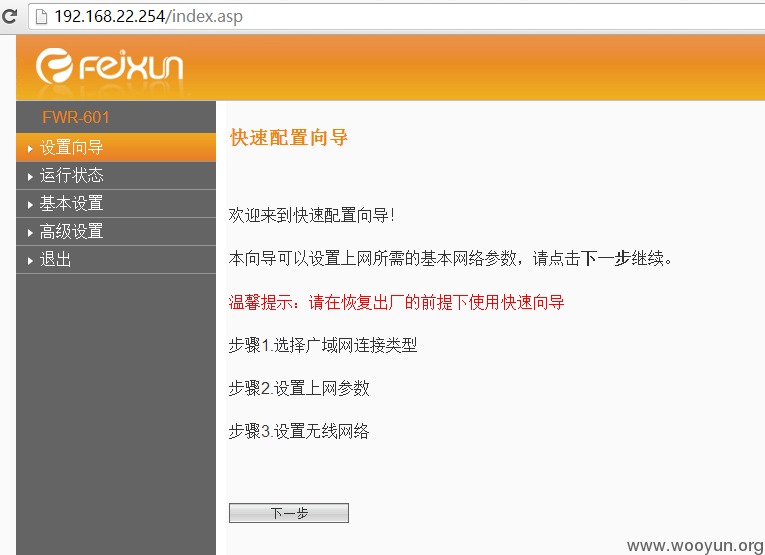 192.168.22.254/index.asp
FEIXUN
FWR-601
设置向导
运行状态
基本设置
高级设置
退出
快速配置向导
欢迎来到快速配置向导!
本向导可以设置上网所需的基本网络参数，请点击下一步继续。
温馨提示：请在恢复出厂的前提下使用快速向导
步骤1.选择广域网连接类型
步骤2.设置上网参数
步骤3.设置无线网络
下一步
www.wooyun.org